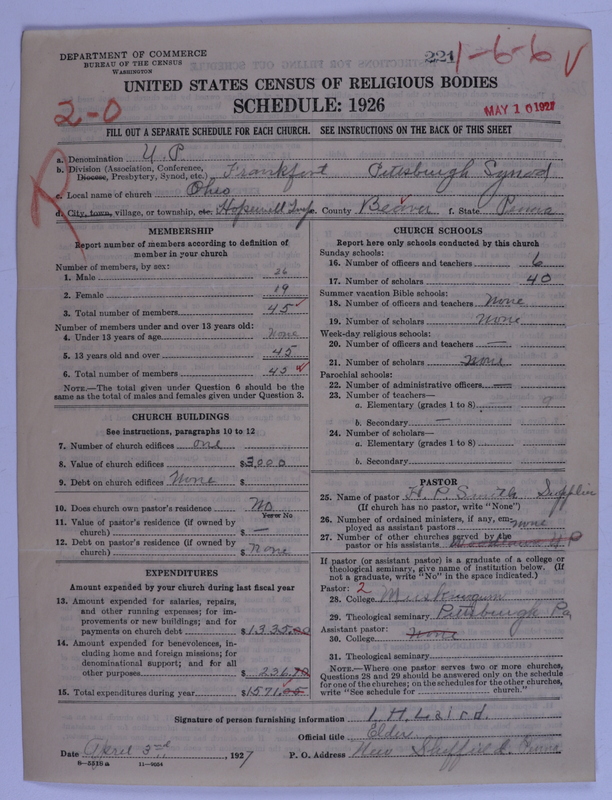 DEPARTMENT OF COMMERCE
BUREAU OF THE CENSUS
WASHINGTON
221
1-6-6 V
UNITED STATES CENSUS OF RELIGIOUS BODIES
SCHEDULE: 1926
2-0
MAY 10 1927
FILL OUT A SEPARATE SCHEDULE FOR EACH CHURCH. SEE INSTRUCTIONS ON THE BACK OF THIS SHEET
a. Denomination U.P.
b. Division (Association, Conference, Diocese, Presbytery, Synod, etc.) Frankfort Pittsburgh Synod
c. Local name of church Ohio
d. City, town, village, or township, etc. Hopewell Twp e. County Beaver f. State Penna
R
MEMBERSHIP
Report number of members according to definition of
member in your church
Number of members, by sex:
1. Male 26
2. Female 19
3. Total number of members 45
Number of members under and over 13 years old:
4. Under 13 years of age None
5. 13 years old and over 45
6. Total number of members 45
NOTE.—The total given under Question 6 should be the
same as the total of males and females given under Question 3.
CHURCH BUILDINGS
See instructions, paragraphs 10 to 12
7. Number of church edifices one
8. Value of church edifices $3,000
9. Debt on church edifices None $
10. Does church own pastor's residence? No
Yes or No
11. Value of pastor's residence (if owned by
church) $ —
12. Debt on pastor's residence (if owned by
church) $ None
EXPENDITURES
Amount expended by your church during last fiscal year
13. Amount expended for salaries, repairs,
and other running expenses; for im-
provements or new buildings; and for
payments on church debt $1335.00
14. Amount expended for benevolences, in-
cluding home and foreign missions; for
denominational support; and for all
other purposes $236.
15. Total expenditures during year $1571.
CHURCH SCHOOLS
Report here only schools conducted by this church
Sunday schools:
16. Number of officers and teachers 6
17. Number of scholars 40
Summer vacation Bible schools:
18. Number of officers and teachers None
19. Number of scholars None
Week-day religious schools:
20. Number of officers and teachers —
21. Number of scholars None
Parochial schools:
22. Number of administrative officers —
23. Number of teachers—
a. Elementary (grades 1 to 8)
b. Secondary —
24. Number of scholars—
a. Elementary (grades 1 to 8)
b. Secondary
PASTOR
25. Name of pastor H. P. Smith Supplie
(If church has no pastor, write "None")
26. Number of ordained ministers, if any, em-
ployed as assistant pastors none
27. Number of other churches served by the
pastor or his assistants U P
If pastor (or assistant pastor) is a graduate of a college or
theological seminary, give name of institution below. (If
not a graduate, write "No" in the space indicated.)
Pastor: 2
28. College Muskingum
29. Theological seminary Pittsburgh Pa
Assistant pastor:
30. College None
31. Theological seminary
NOTE.—Where one pastor serves two or more churches,
Questions 28 and 29 should be answered only on the schedule
for one of the churches; on the schedules for the other churches,
write "See schedule for church."
Signature of person furnishing information I. H. Laird.
Official title Elder
Date April 3rd, 1927 P. O. Address New Sheffield Penna
8-5518a 11-9054